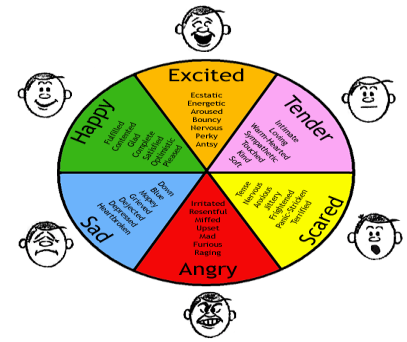 Excited
Ecstatic
Energetic
Aroused
Bouncy
Nervous
Perky
Antsy
Tender
Intimate
Loving
Warm-Hearted
Sympathetic
Touched
Kind
Soft
Scared
Tense
Nervous
Anxious
Jittery
Frightened
Panic-Stricken
Terrified
Angry
Irritated
Resentful
Miffed
Upset
Mad
Furious
Raging
Sad
Down
Blue
Mopey
Grieved
Dejected
Depressed
Heartbroken
Happy
Fulfilled
Contented
Glad
Complete
Satisfied
Optimistic
Pleased